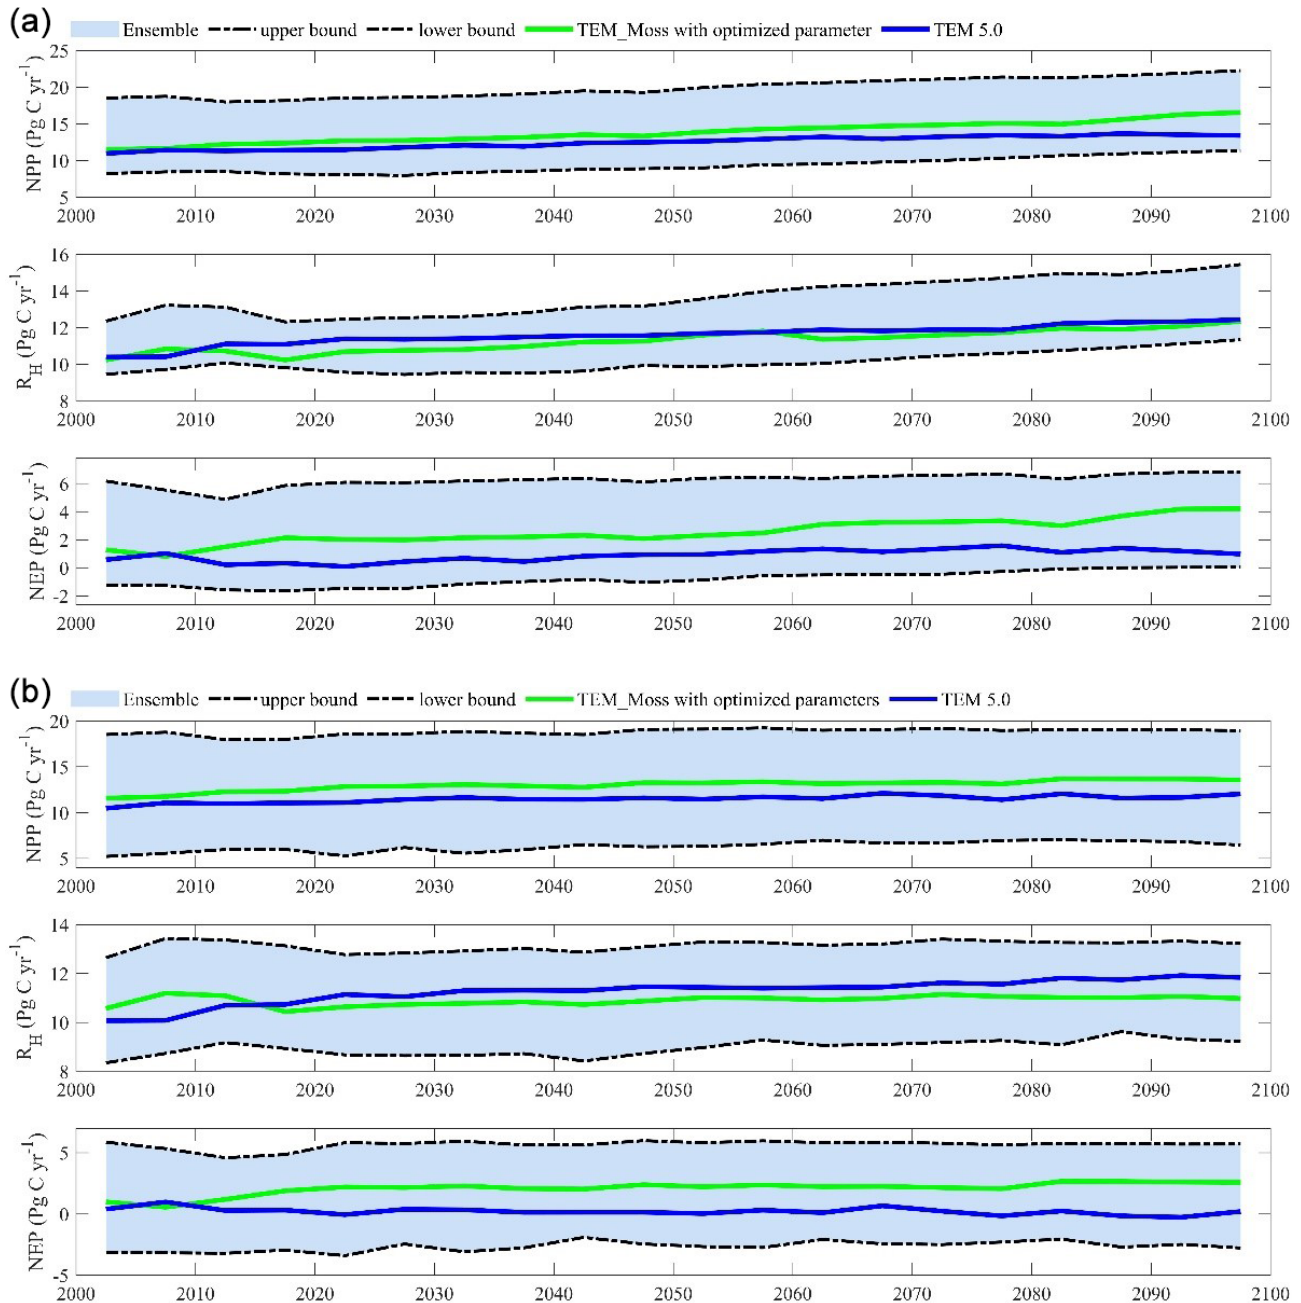 (a)
Ensemble upper bound lower bound TEM_Moss with optimized parameter TEM 5.0
25
20
15
10
5
NPP (Pg C yr-1)
2000 2010 2020 2030 2040 2050 2060 2070 2080 2090 2100
16
14
12
10
8
RH (Pg C yr-1)
2000 2010 2020 2030 2040 2050 2060 2070 2080 2090 2100
6
4
2
0
-2
NEP (Pg C yr-1)
2000 2010 2020 2030 2040 2050 2060 2070 2080 2090 2100
(b)
Ensemble upper bound lower bound TEM_Moss with optimized parameters TEM 5.0
20
15
10
5
NPP (Pg C yr-1)
2000 2010 2020 2030 2040 2050 2060 2070 2080 2090 2100
14
12
10
8
RH (Pg C yr-1)
2000 2010 2020 2030 2040 2050 2060 2070 2080 2090 2100
5
0
-5
NEP (Pg C yr-1)
2000 2010 2020 2030 2040 2050 2060 2070 2080 2090 2100